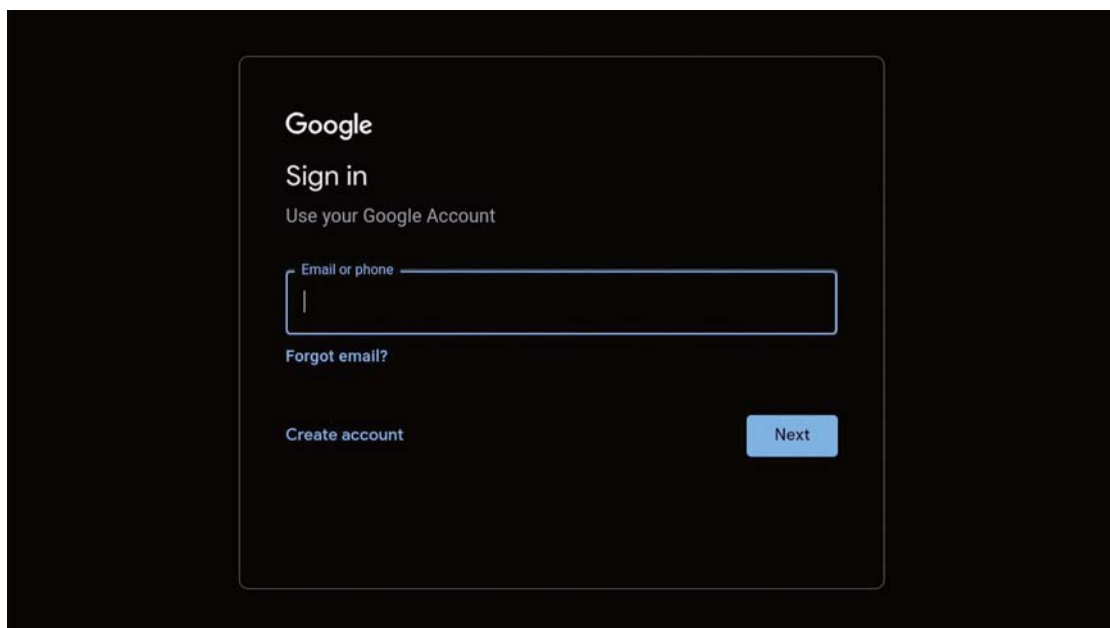 Google
Sign in
Use your Google Account
Email or phone
Forgot email?
Create account
Next